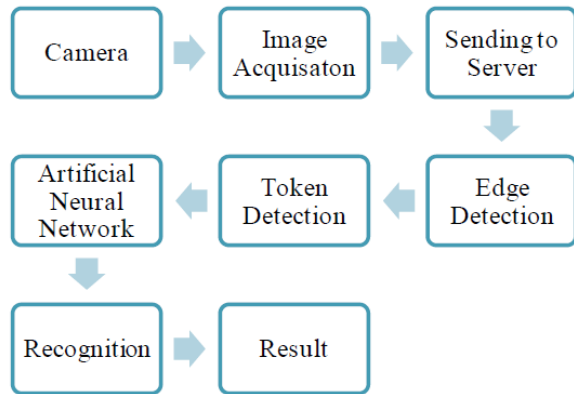 Camera
Image
Acquisaton
Sending to
Server
Edge
Detection
Token
Detection
Artificial
Neural
Network
Recognition
Result